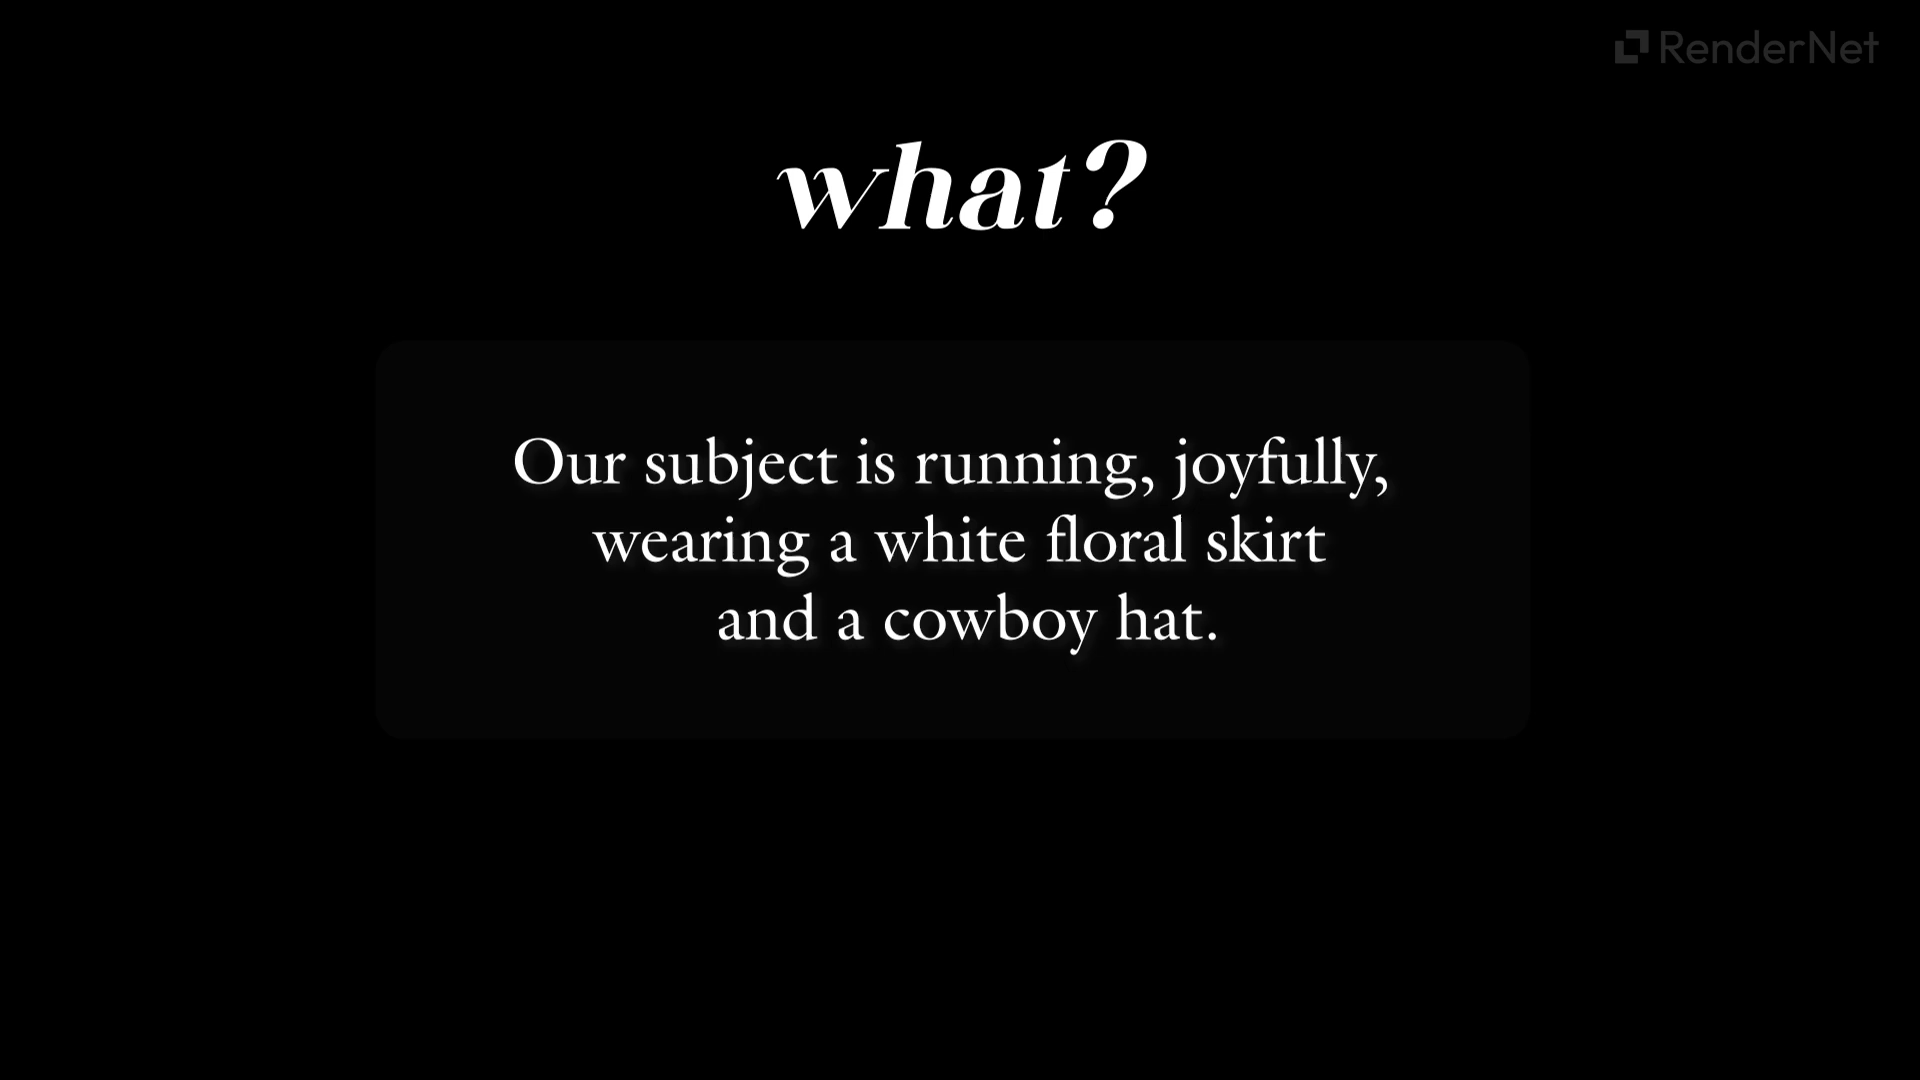 RenderNet
what?
Our subject is running, joyfully,
wearing a white floral skirt
and a cowboy hat.